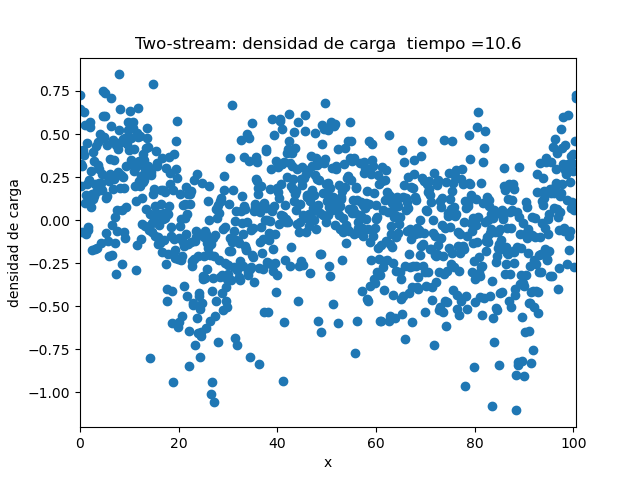 Two-stream: densidad de carga  tiempo =10.6
0.75
0.50
0.25
0.00
−0.25
−0.50
−0.75
−1.00
densidad de carga
0 20 40 60 80 100
x